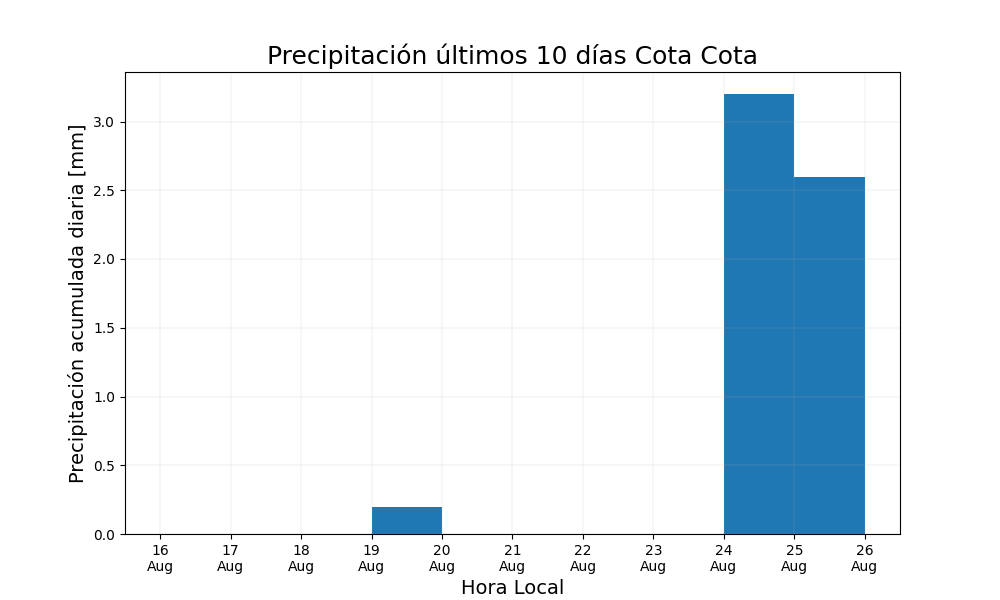 Precipitación últimos 10 días Cota Cota
Precipitación acumulada diaria [mm]
3.0
2.5
2.0
1.5
1.0
0.5
0.0
16 17 18 19 20 21 22 23 24 25 26
Aug Aug Aug Aug Aug Aug Aug Aug Aug Aug Aug
Hora Local